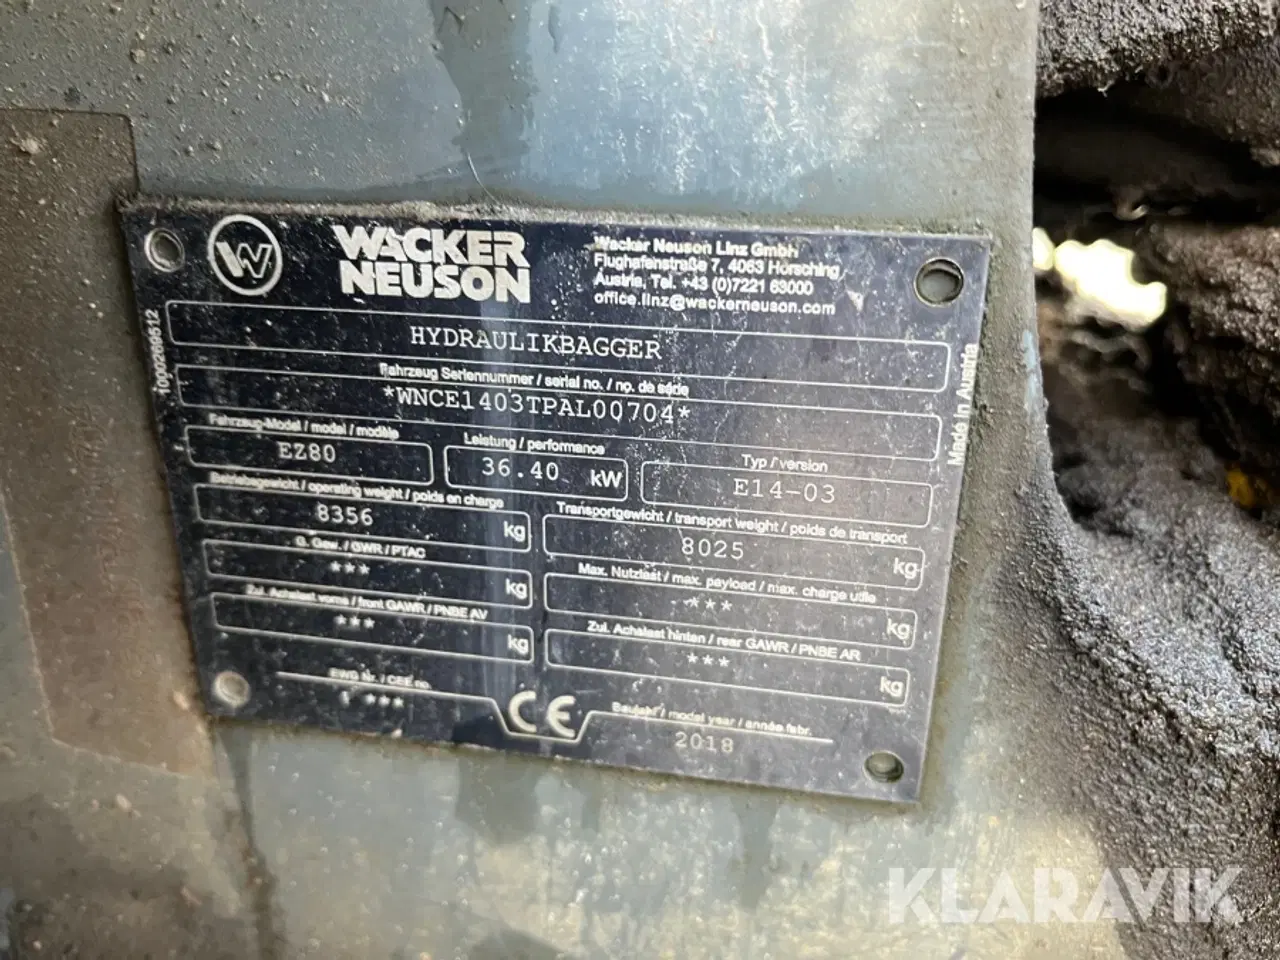 W
WACKER
NEUSON
Wacker Neuson Linz GmbH
Flughafenstraße 7, 4063 Hörsching
Austria, Tel. +43 (0)7221 63000
office.linz@wackerneuson.com
HYDRAULIKBAGGER
Fahrzeug Seriennummer / serial no. / no. de série
*WNCE1403TPAL00704*
Fahrzeug-Model / model / modèle
EZ80
Leistung / performance
36.40 kW
Typ / version
E14-03
Betriebsgewicht / operating weight / poids en charge
8356 kg
Transportgewicht / transport weight / poids de transport
8025 kg
G. Gew. / GWR / PTAC
*** kg
Max. Nutzlast / max. payload / max. charge utile
*** kg
Zul. Achslast vorne / front GAWR / PNBE AV
*** kg
Zul. Achslast hinten / rear GAWR / PNBE AR
*** kg
EWG Nr. / CEE no.
1 ***
CE
Baujahr / model year / année fabr.
2018
1000269512
Made in Austria
KLARAVIK